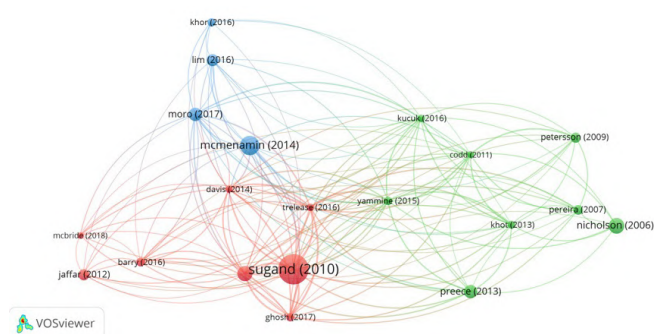 khor (2016)
lim (2016)
moro (2017)
kucuk (2016)
petersson (2009)
mcmenamin (2014)
codd (2011)
davis (2014)
yammine (2015)
trelease (2016)
pereira (2007)
nicholson (2006)
khot (2013)
mcbride (2018)
barry (2016)
jaffar (2012)
sugand (2010)
preece (2013)
ghosh (2017)
VOSviewer